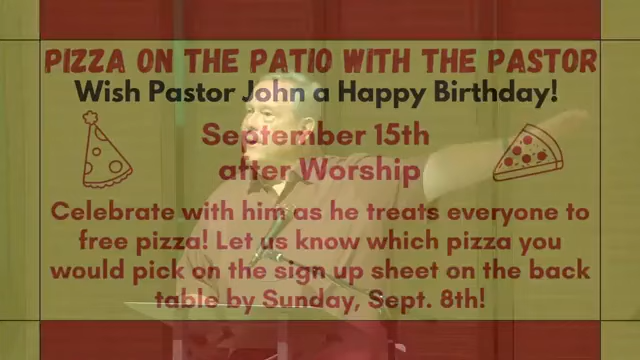 PIZZA ON THE PATIO WITH THE PASTOR
Wish Pastor John a Happy Birthday!
September 15th
after Worship
Celebrate with him as he treats everyone to
free pizza! Let us know which pizza you
would pick on the sign up sheet on the back
table by Sunday, Sept. 8th!